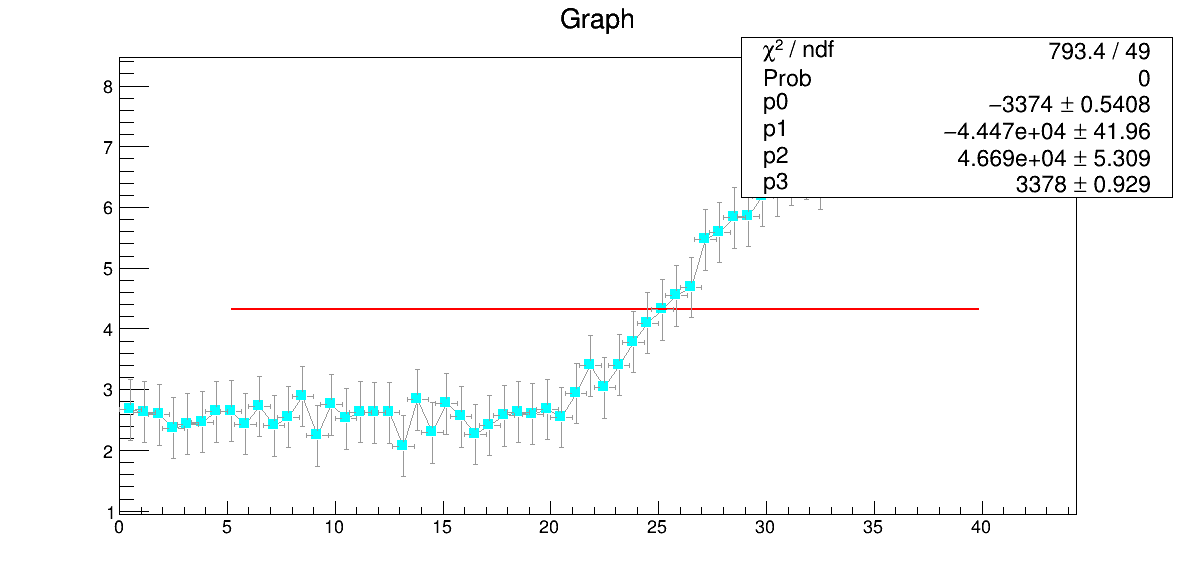 Graph
χ² / ndf 793.4 / 49
Prob 0
p0 −3374 ± 0.5408
p1 −4.447e+04 ± 41.96
p2 4.669e+04 ± 5.309
p3 3378 ± 0.929
8
7
6
5
4
3
2
1
0 5 10 15 20 25 30 35 40